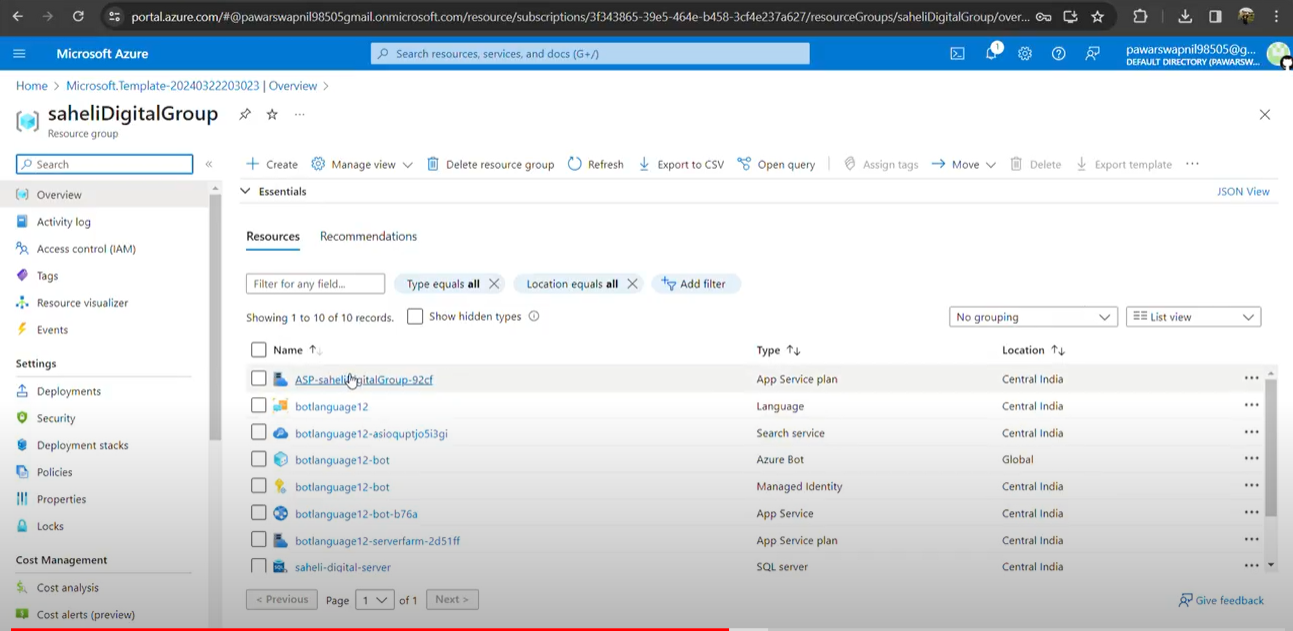 portal.azure.com/#@pawarswapnil98505gmail.onmicrosoft.com/resource/subscriptions/3f343865-39e5-464e-b458-3cf4e237a627/resourceGroups/saheliDigitalGroup/over...
Microsoft Azure
Search resources, services, and docs (G+/)
1
pawarswapnil98505@g...
DEFAULT DIRECTORY (PAWARSW...
Home > Microsoft.Template-20240322203023 | Overview >
saheliDigitalGroup
Resource group
Search
«
Create
Manage view
Delete resource group
Refresh
Export to CSV
Open query
Assign tags
Move
Delete
Export template
Overview
Activity log
Access control (IAM)
Tags
Resource visualizer
Events
Settings
Deployments
Security
Deployment stacks
Policies
Properties
Locks
Cost Management
Cost analysis
Cost alerts (preview)
Essentials
JSON View
Resources Recommendations
Filter for any field...
Type equals all
Location equals all
Add filter
Showing 1 to 10 of 10 records.
Show hidden types
No grouping
List view
Name Type Location
ASP-saheliDigitalGroup-92cf App Service plan Central India
botlanguage12 Language Central India
botlanguage12-asioquptjo5i3gi Search service Central India
botlanguage12-bot Azure Bot Global
botlanguage12-bot Managed Identity Central India
botlanguage12-bot-b76a App Service Central India
botlanguage12-serverfarm-2d51ff App Service plan Central India
saheli-digital-server SQL server Central India
< Previous Page 1 of 1 Next >
Give feedback